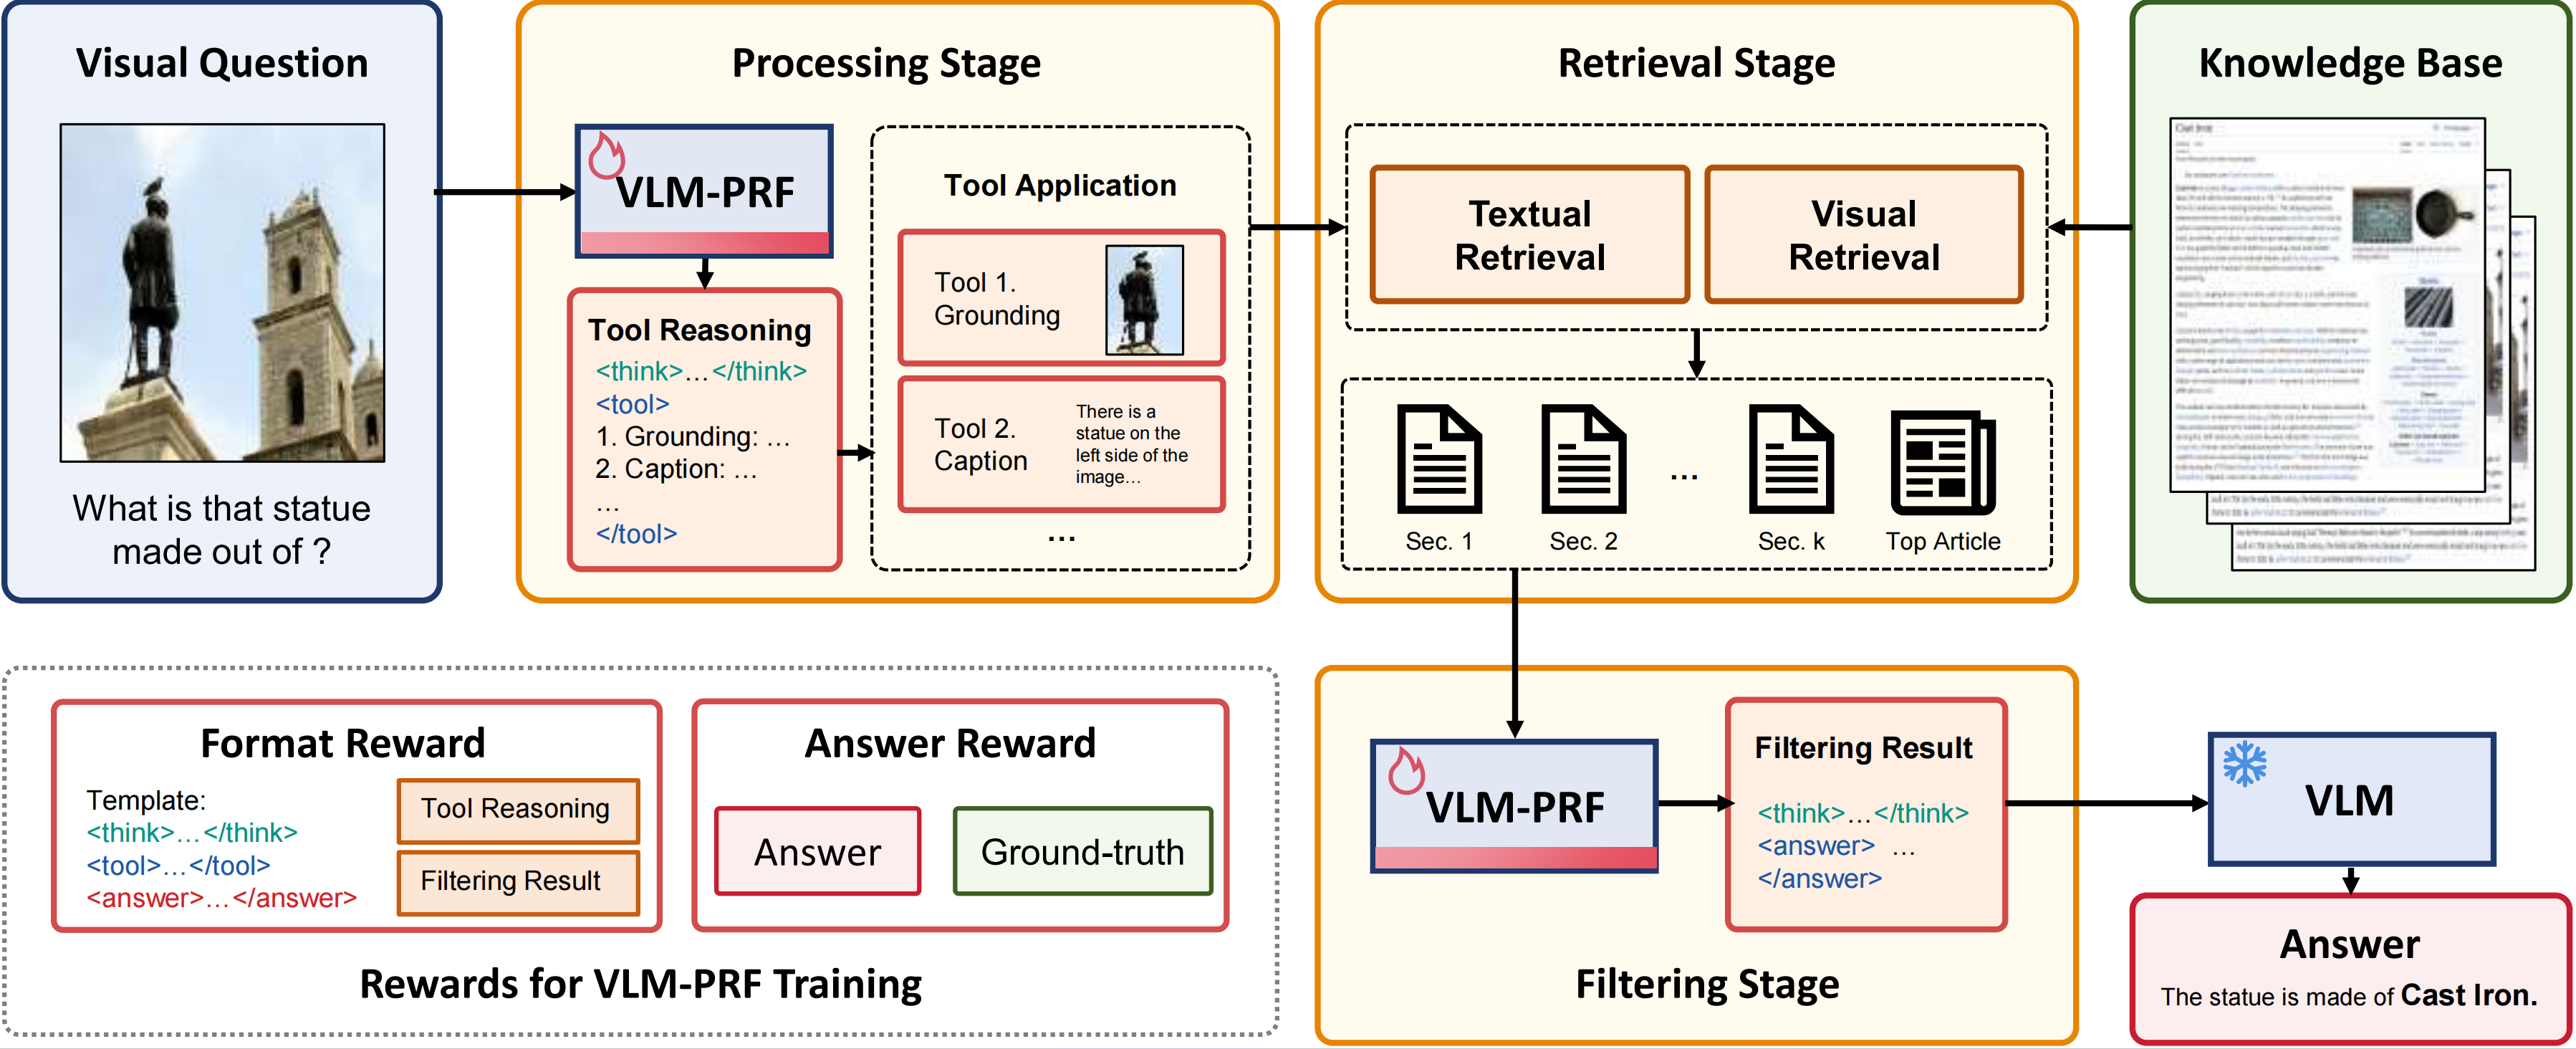 Visual Question
What is that statue
made out of ?
Processing Stage
VLM-PRF
Tool Reasoning
<think>...</think>
<tool>
1. Grounding: ...
2. Caption: ...
...
</tool>
Tool Application
Tool 1.
Grounding
Tool 2.
Caption
There is a
statue on the
left side of the
image...
...
Retrieval Stage
Textual
Retrieval
Visual
Retrieval
Sec. 1
Sec. 2
...
Sec. k
Top Article
Knowledge Base
Format Reward
Template:
<think>...</think>
<tool>...</tool>
<answer>...</answer>
Tool Reasoning
Filtering Result
Answer Reward
Answer
Ground-truth
Rewards for VLM-PRF Training
VLM-PRF
Filtering Result
<think>...</think>
<answer> ...
</answer>
Filtering Stage
VLM
Answer
The statue is made of Cast Iron.